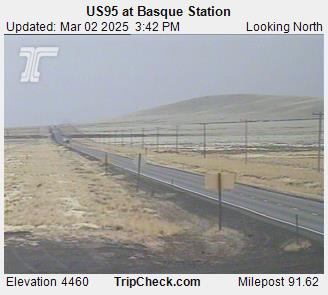 US95 at Basque Station
Updated: Mar 02 2025  3:42 PM  Looking North
Elevation 4460  TripCheck.com  Milepost 91.62